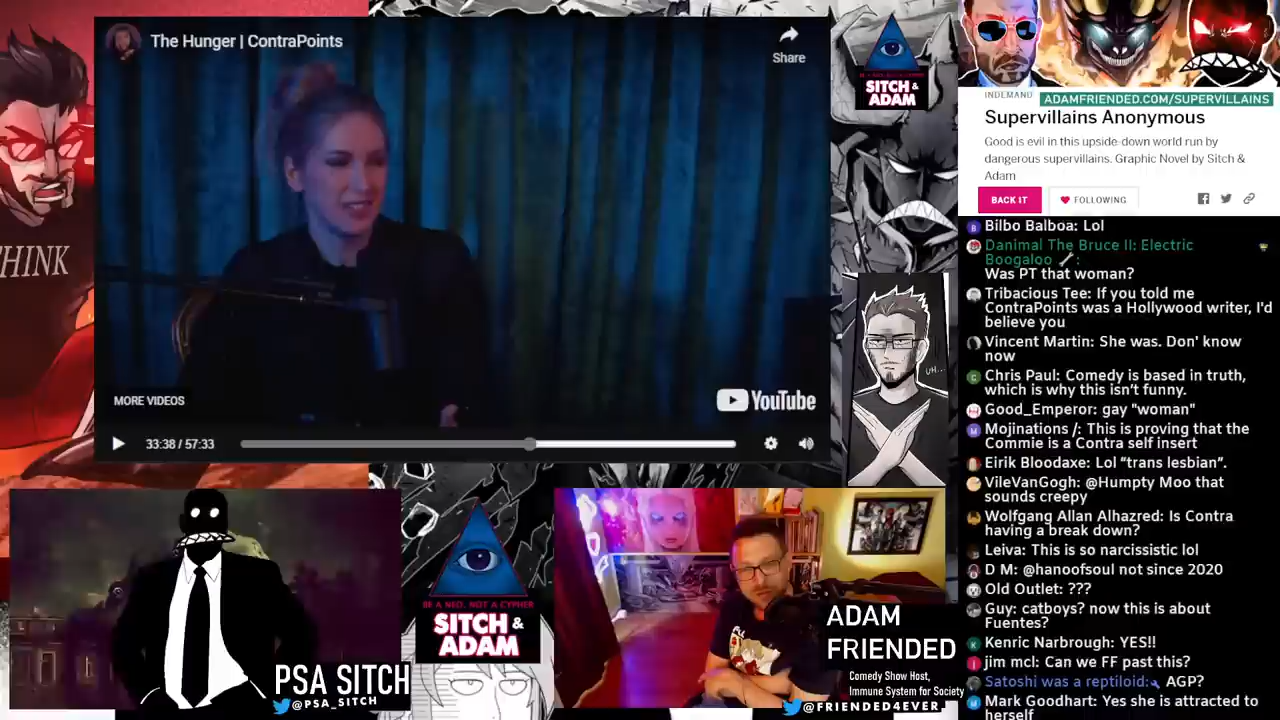 The Hunger | ContraPoints
Share
MORE VIDEOS
YouTube
33:38 / 57:33
THINK
SITCH &
ADAM
UH..
BE A NEO, NOT A CYPHER
SITCH &
ADAM
PSA SITCH
@PSA_SITCH
ADAM
FRIENDED
Comedy Show Host,
Immune System for Society
@FRIENDED4EVER
INDEMAND
ADAMFRIENDED.COM/SUPERVILLAINS
Supervillains Anonymous
Good is evil in this upside-down world run by
dangerous supervillains. Graphic Novel by Sitch &
Adam
BACK IT
FOLLOWING
Bilbo Balboa: Lol
Danimal The Bruce II: Electric
Boogaloo :
Was PT that woman?
Tribacious Tee: If you told me
ContraPoints was a Hollywood writer, I'd
believe you
Vincent Martin: She was. Don' know
now
Chris Paul: Comedy is based in truth,
which is why this isn't funny.
Good_Emperor: gay "woman"
Mojinations /: This is proving that the
Commie is a Contra self insert
Eirik Bloodaxe: Lol “trans lesbian”.
VileVanGogh: @Humpty Moo that
sounds creepy
Wolfgang Allan Alhazred: Is Contra
having a break down?
Leiva: This is so narcissistic lol
D M: @hanoofsoul not since 2020
Old Outlet: ???
Guy: catboys? now this is about
Fuentes?
Kenric Narbrough: YES!!
jim mcl: Can we FF past this?
Satoshi was a reptiloid: AGP?
Mark Goodhart: Yes she is attracted to
herself